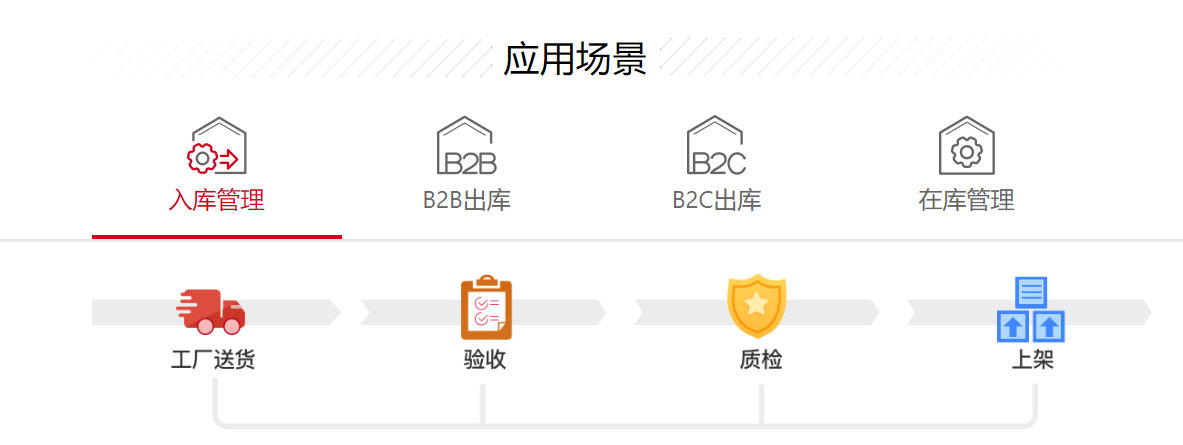 应用场景
B2B
B2C
入库管理
B2B出库
B2C出库
在库管理
工厂送货
验收
质检
上架